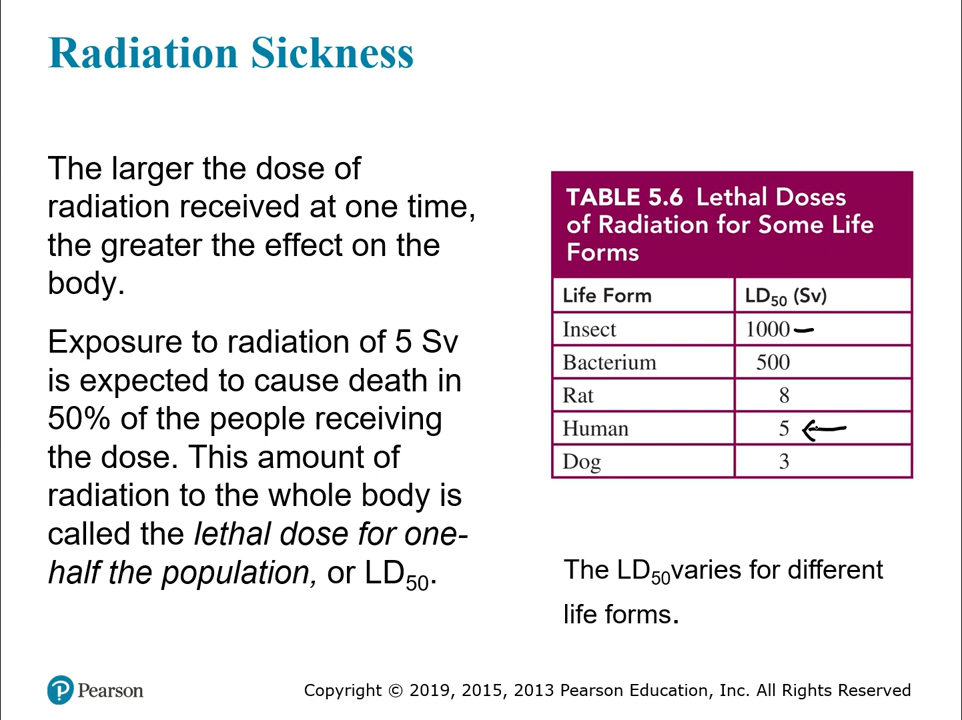 Radiation Sickness
The larger the dose of
radiation received at one time,
the greater the effect on the
body.
Exposure to radiation of 5 Sv
is expected to cause death in
50% of the people receiving
the dose. This amount of
radiation to the whole body is
called the lethal dose for one-
half the population, or LD50.
TABLE 5.6 Lethal Doses
of Radiation for Some Life
Forms
Life Form LD50 (Sv)
Insect 1000
Bacterium 500
Rat 8
Human 5
Dog 3
The LD50varies for different
life forms.
Pearson
Copyright © 2019, 2015, 2013 Pearson Education, Inc. All Rights Reserved